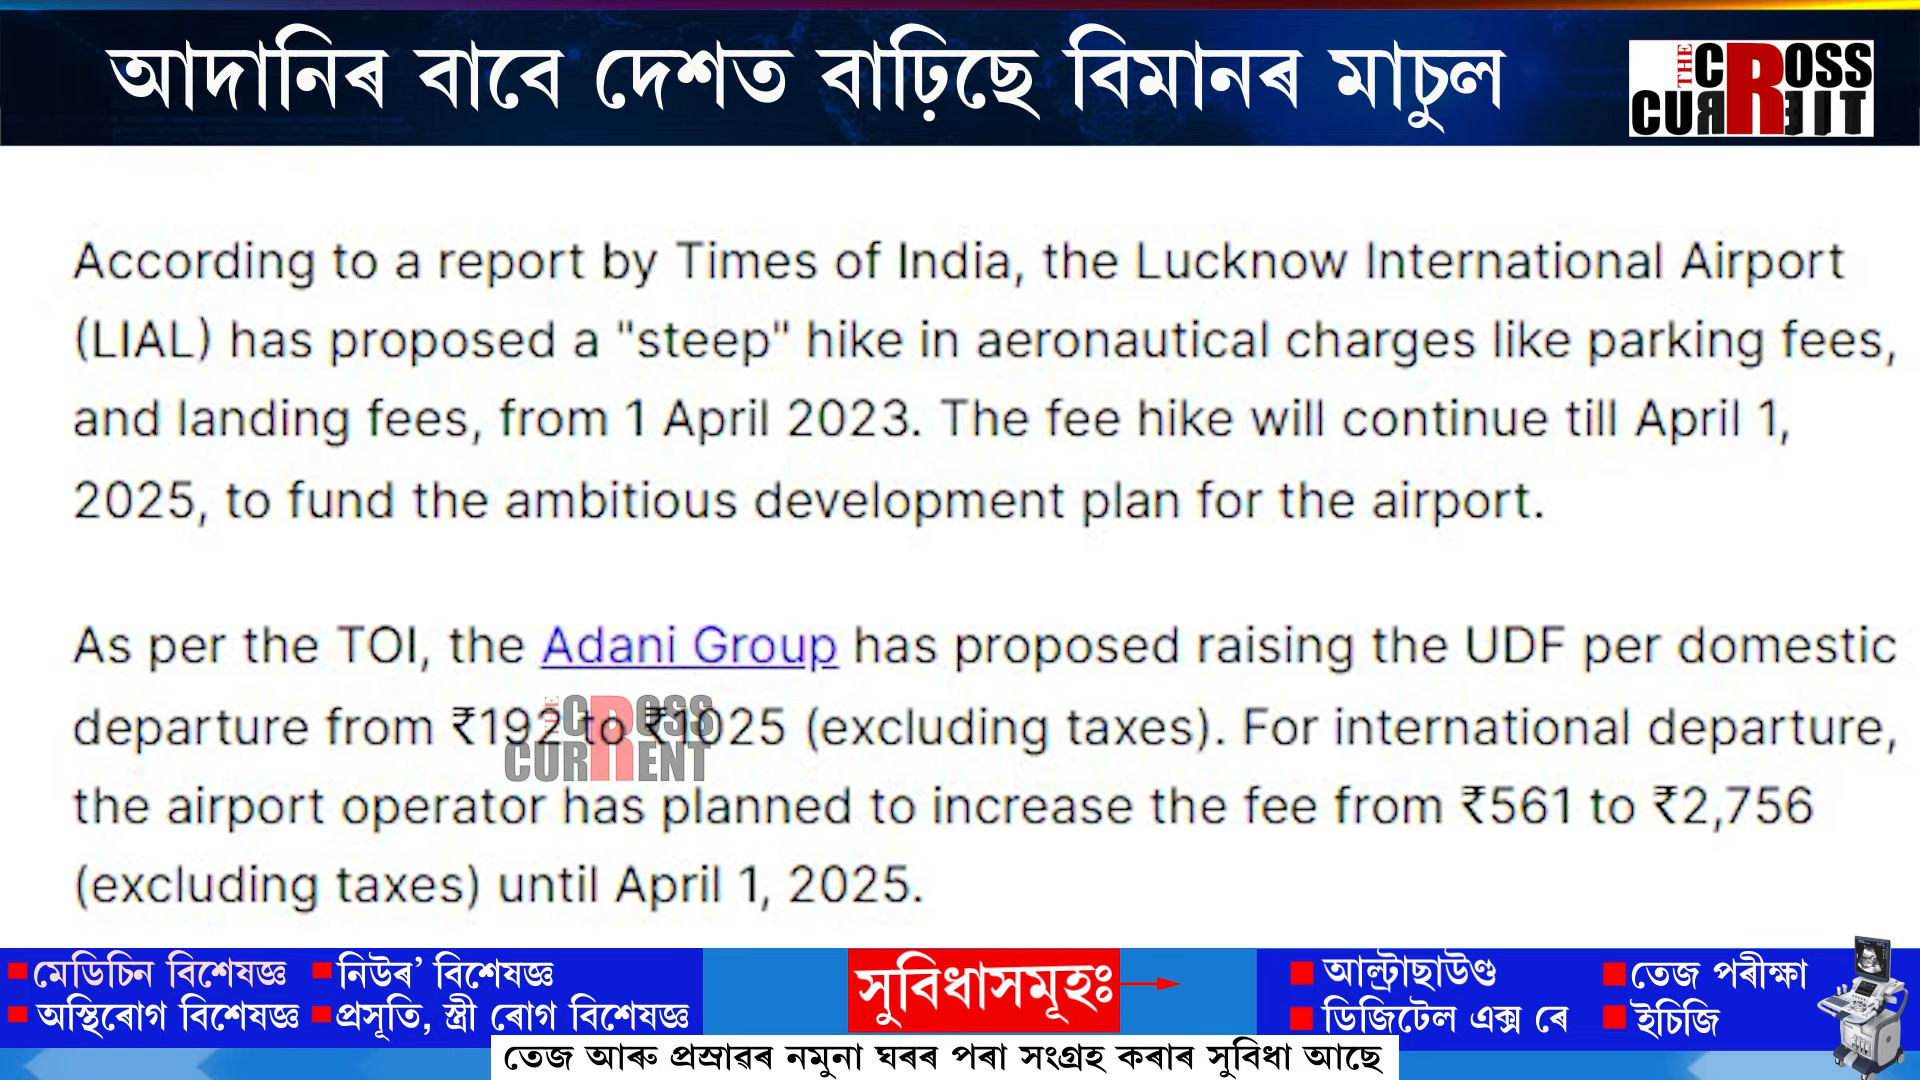 আদানিৰ বাবে দেশত বাঢ়িছে বিমানৰ মাচুল
THE CROSS CURRENT
According to a report by Times of India, the Lucknow International Airport
(LIAL) has proposed a "steep" hike in aeronautical charges like parking fees,
and landing fees, from 1 April 2023. The fee hike will continue till April 1,
2025, to fund the ambitious development plan for the airport.
As per the TOI, the Adani Group has proposed raising the UDF per domestic
departure from ₹192 to ₹1025 (excluding taxes). For international departure,
THE CROSS CURRENT
the airport operator has planned to increase the fee from ₹561 to ₹2,756
(excluding taxes) until April 1, 2025.
মেডিচিন বিশেষজ্ঞ নিউৰ’ বিশেষজ্ঞ
অস্থিৰোগ বিশেষজ্ঞ প্ৰসূতি, স্ত্ৰী ৰোগ বিশেষজ্ঞ
সুবিধাসমূহঃ
আল্ট্ৰাছাউণ্ড তেজ পৰীক্ষা
ডিজিটেল এক্স ৰে ইচিজি
তেজ আৰু প্ৰস্ৰাৱৰ নমুনা ঘৰৰ পৰা সংগ্ৰহ কৰাৰ সুবিধা আছে